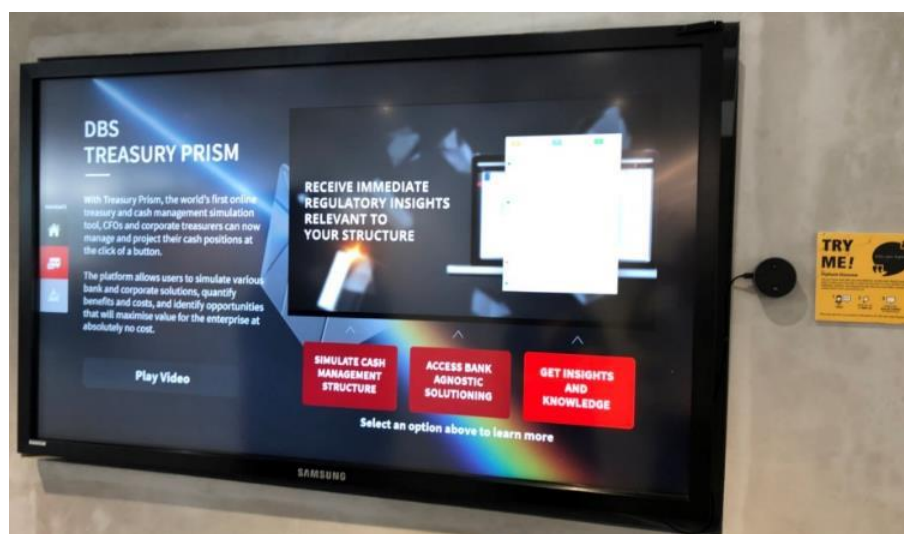 DBS
TREASURY PRISM
With Treasury Prism, the world's first online
treasury and cash management simulation
tool, CFOs and corporate treasurers can now
manage and project their cash positions at
the click of a button.
The platform allows users to simulate various
bank and corporate solutions, quantify
benefits and costs, and identify opportunities
that will maximise value for the enterprise at
absolutely no cost.
Play Video
RECEIVE IMMEDIATE
REGULATORY INSIGHTS
RELEVANT TO
YOUR STRUCTURE
SIMULATE CASH
MANAGEMENT
STRUCTURE
ACCESS BANK
AGNOSTIC
SOLUTIONING
GET INSIGHTS
AND
KNOWLEDGE
Select an option above to learn more
SAMSUNG
TRY
ME!